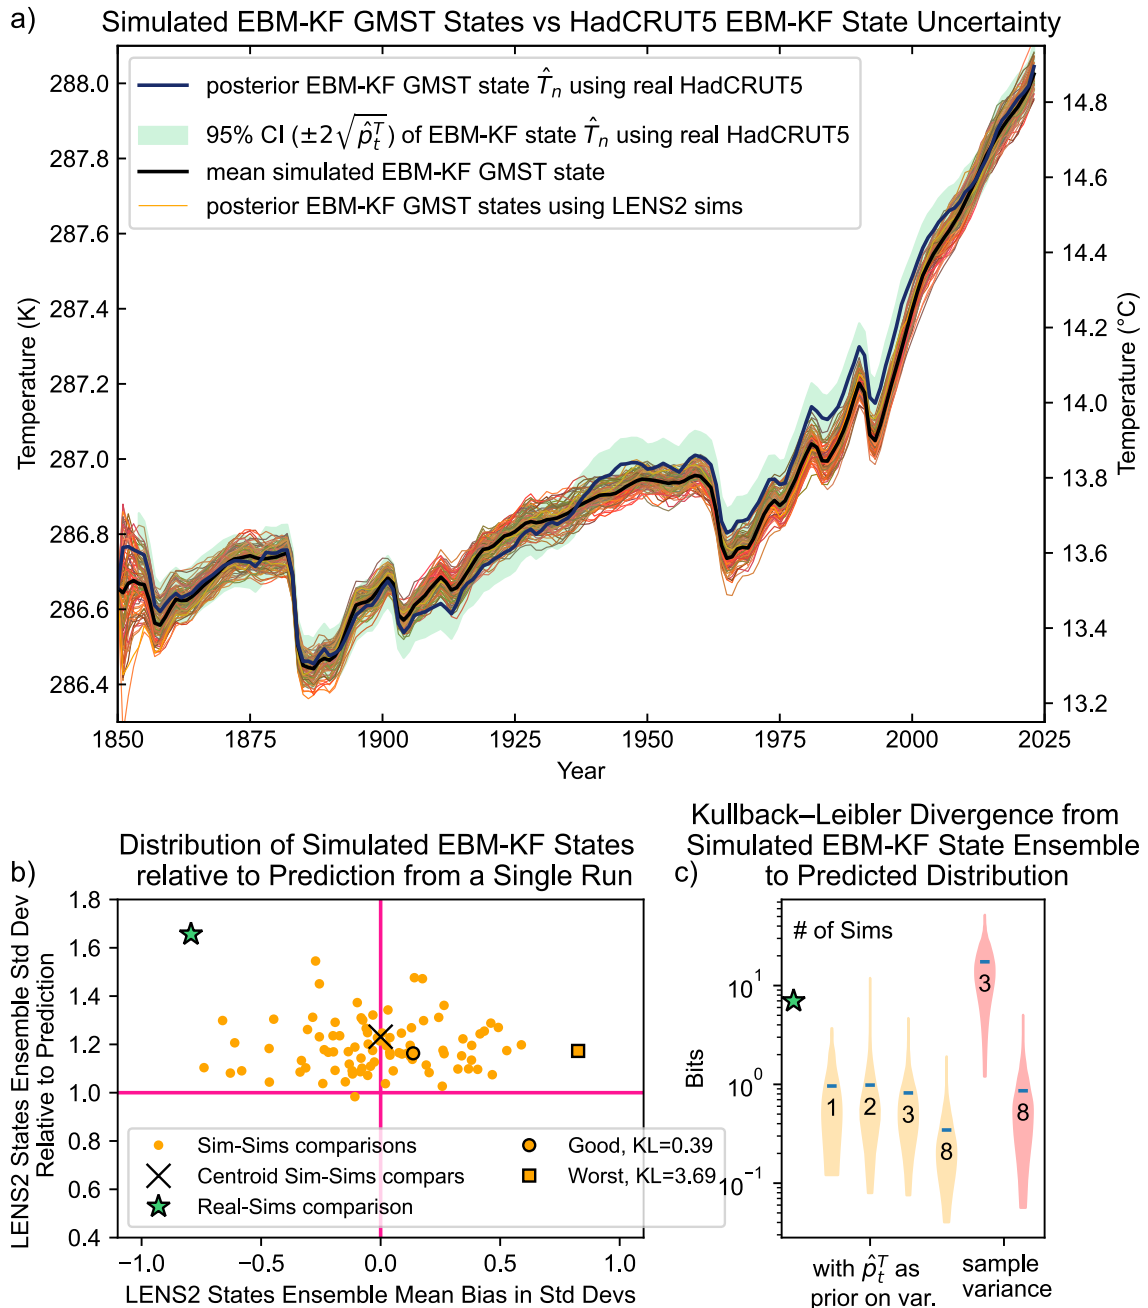 a)
Simulated EBM-KF GMST States vs HadCRUT5 EBM-KF State Uncertainty
posterior EBM-KF GMST state T̂ₙ using real HadCRUT5
95% CI (±2√p̂ₜᵀ) of EBM-KF state T̂ₙ using real HadCRUT5
mean simulated EBM-KF GMST state
posterior EBM-KF GMST states using LENS2 sims
Temperature (K)
288.0
287.8
287.6
287.4
287.2
287.0
286.8
286.6
286.4
14.8
14.6
14.4
14.2
14.0
13.8
13.6
13.4
13.2
Temperature (°C)
1850 1875 1900 1925 1950 1975 2000 2025
Year
b)
Distribution of Simulated EBM-KF States
relative to Prediction from a Single Run
LENS2 States Ensemble Std Dev
Relative to Prediction
1.8
1.6
1.4
1.2
1.0
0.8
0.6
0.4
Sim-Sims comparisons
Centroid Sim-Sims compars
Real-Sims comparison
Good, KL=0.39
Worst, KL=3.69
−1.0 −0.5 0.0 0.5 1.0
LENS2 States Ensemble Mean Bias in Std Devs
c)
Kullback–Leibler Divergence from
Simulated EBM-KF State Ensemble
to Predicted Distribution
# of Sims
Bits
10¹
10⁰
10⁻¹
1 2 3 8 3 8
with p̂ₜᵀ as
prior on var.
sample
variance